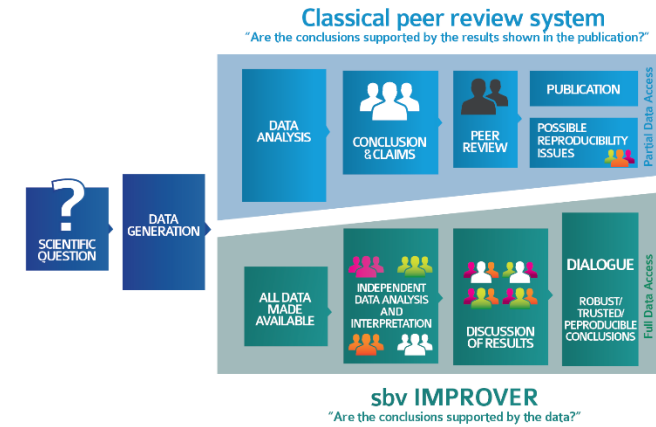 Classical peer review system
“Are the conclusions supported by the results shown in the publication?”
?
SCIENTIFIC
QUESTION
DATA
GENERATION
DATA
ANALYSIS
CONCLUSION
& CLAIMS
PEER
REVIEW
PUBLICATION
POSSIBLE
REPRODUCIBILITY
ISSUES
Partial Data Access
ALL DATA
MADE
AVAILABLE
INDEPENDENT
DATA ANALYSIS
AND
INTERPRETATION
DISCUSSION
OF RESULTS
DIALOGUE
ROBUST/
TRUSTED/
PEPRODUCIBLE
CONCLUSIONS
Full Data Access
sbv IMPROVER
“Are the conclusions supported by the data?”